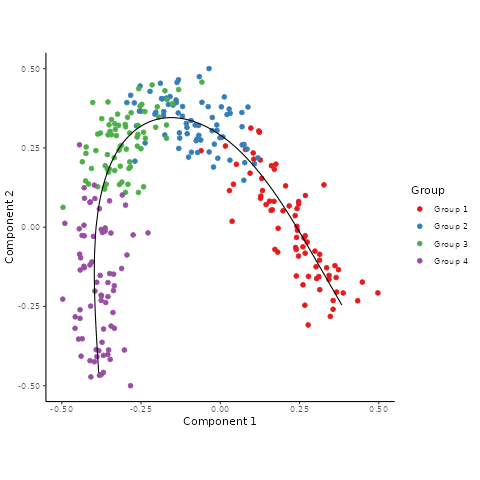 0.50
0.25
0.00
-0.25
-0.50
Component 2
-0.50
-0.25
0.00
0.25
0.50
Component 1
Group
Group 1
Group 2
Group 3
Group 4